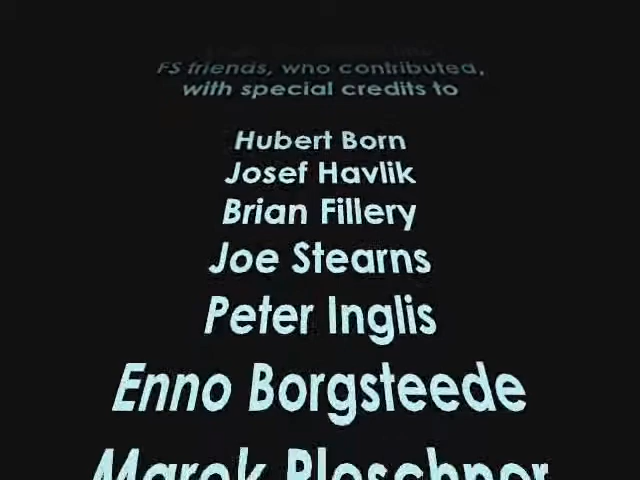 FS friends, who contributed,
with special credits to
Hubert Born
Josef Havlik
Brian Fillery
Joe Stearns
Peter Inglis
Enno Borgsteede
Marek